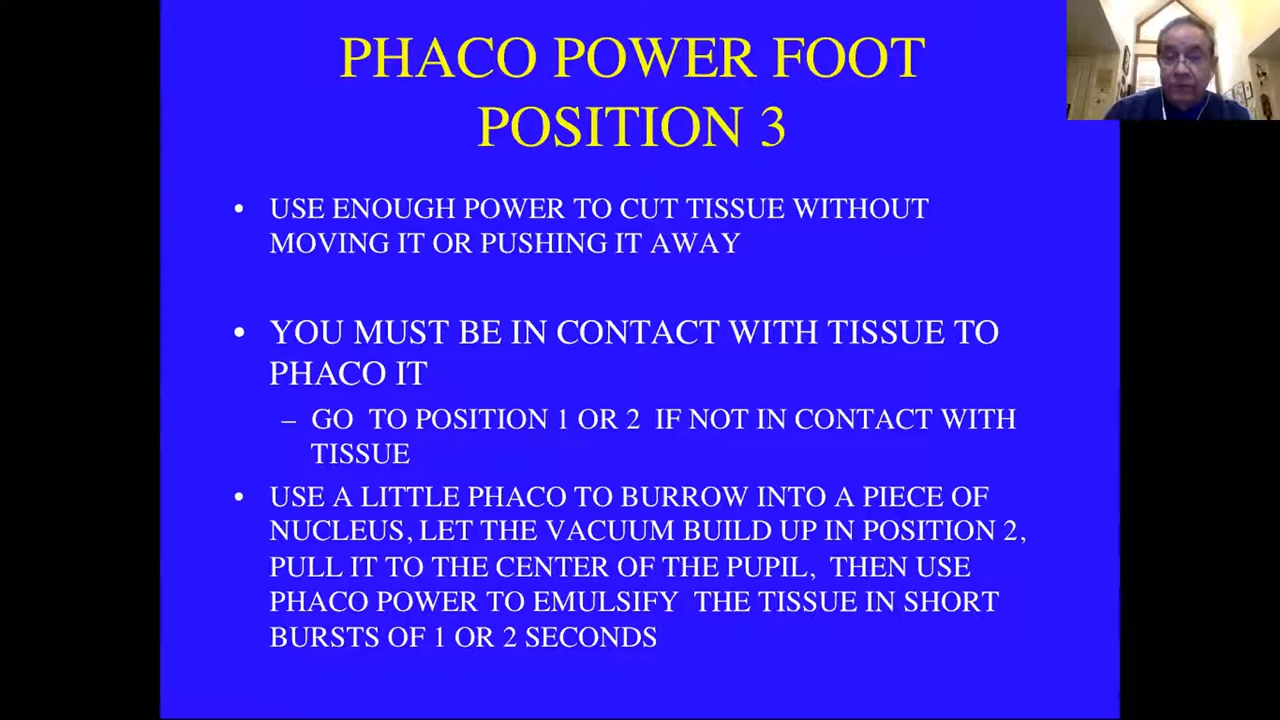 PHACO POWER FOOT
POSITION 3
• USE ENOUGH POWER TO CUT TISSUE WITHOUT
MOVING IT OR PUSHING IT AWAY
• YOU MUST BE IN CONTACT WITH TISSUE TO
PHACO IT
– GO TO POSITION 1 OR 2 IF NOT IN CONTACT WITH
TISSUE
• USE A LITTLE PHACO TO BURROW INTO A PIECE OF
NUCLEUS, LET THE VACUUM BUILD UP IN POSITION 2,
PULL IT TO THE CENTER OF THE PUPIL, THEN USE
PHACO POWER TO EMULSIFY THE TISSUE IN SHORT
BURSTS OF 1 OR 2 SECONDS